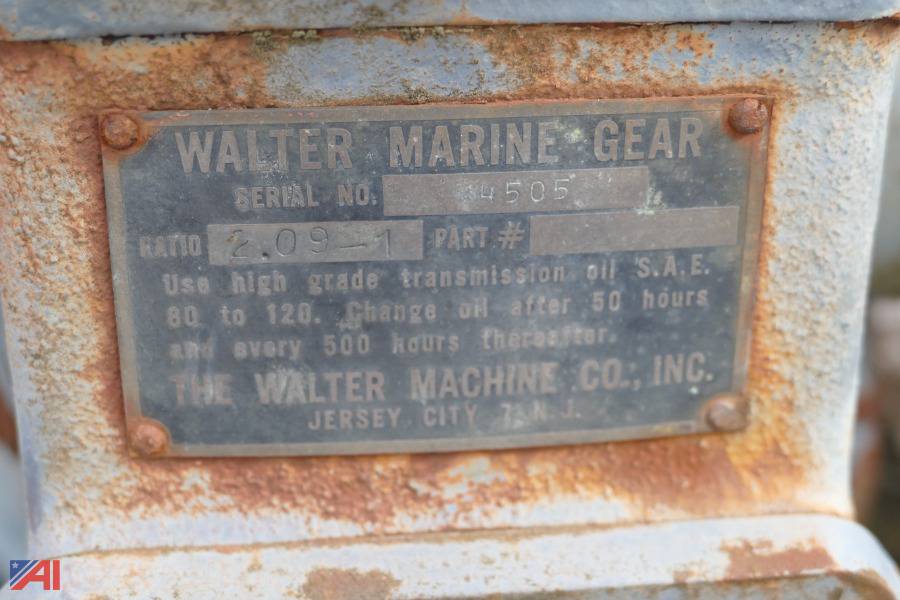 WALTER MARINE GEAR
SERIAL NO. 4505
RATIO 2.09-1 PART #
Use high grade transmission oil S.A.E.
80 to 120. Change oil after 50 hours
and every 500 hours thereafter.
THE WALTER MACHINE CO., INC.
JERSEY CITY 7 N.J.
AI